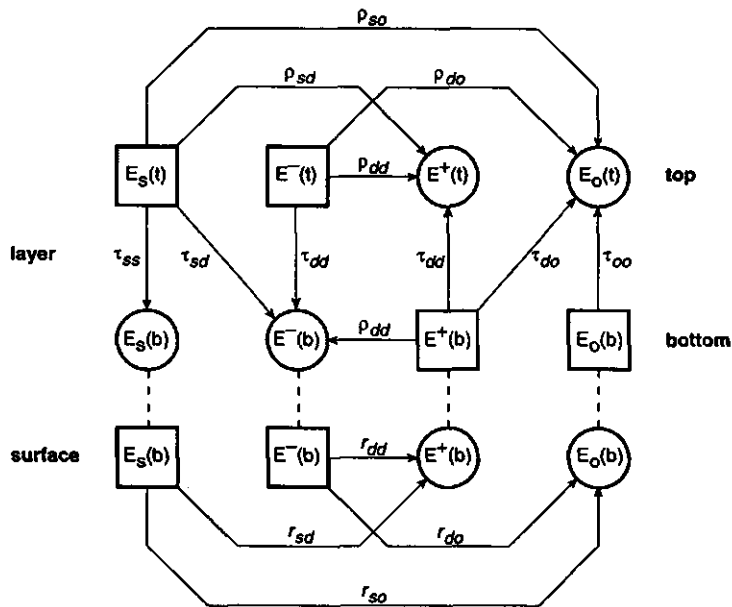 ρso
ρsd ρdo
Es(t) E⁻(t) ρdd E⁺(t) Eo(t) top
layer τss τsd τdd τdd τdo τoo
Es(b) E⁻(b) ρdd E⁺(b) Eo(b) bottom
surface Es(b) E⁻(b) rdd E⁺(b) Eo(b)
rsd rdo
rso